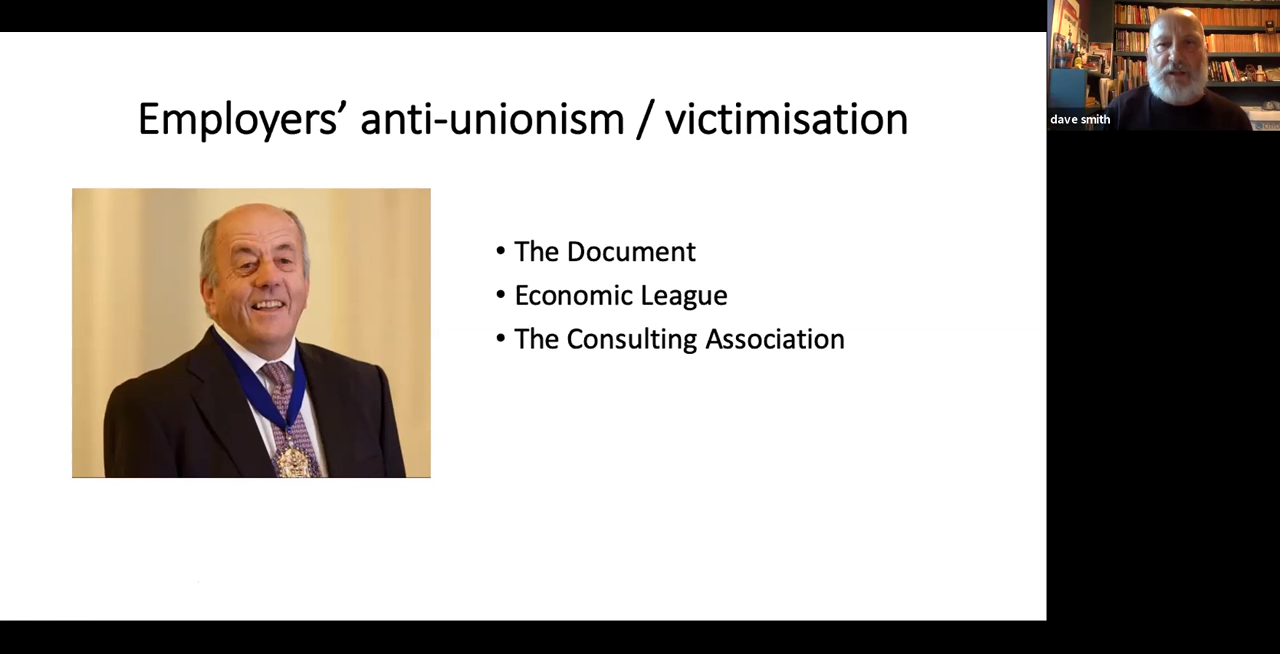 Employers’ anti-unionism / victimisation
• The Document
• Economic League
• The Consulting Association
dave smith